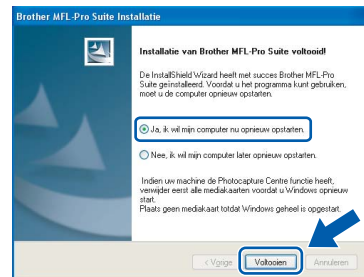 Brother MFL-Pro Suite Installatie
Installatie van Brother MFL-Pro Suite voltooid!
De InstallShield Wizard heeft met succes Brother MFL-Pro
Suite geïnstalleerd. Voordat u het programma kunt gebruiken,
moet u de computer opnieuw opstarten.
Ja, ik wil mijn computer nu opnieuw opstarten.
Nee, ik wil mijn computer later opnieuw opstarten.
Indien uw machine de Photocapture Centre functie heeft,
verwijder eerst alle mediakaarten voordat u Windows opnieuw
start.
Plaats geen mediakaart totdat Windows geheel is opgestart.
< Vorige
Voltooien
Annuleren